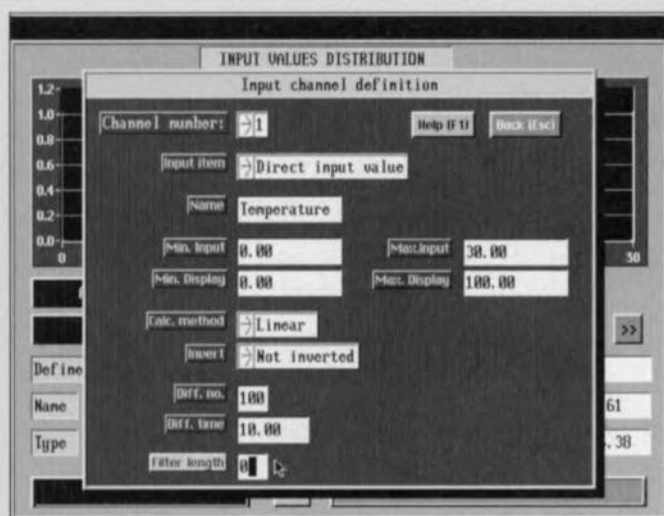 INPUT VALUES DISTRIBUTION
Input channel definition
Channel number: 1
Help (F1)
Back (Esc)
Input item Direct input value
Name Temperature
Min. Input 0.00 Max.Input 30.00
Min. Display 0.00 Max. Display 100.00
Calc. method Linear
Invert Not inverted
Diff. no. 100
Diff. time 10.00
Filter length 0
1.2
1.0
0.8
0.6
0.4
0.2
0.0
0
30
>>
Define
Name
61
Type
.38